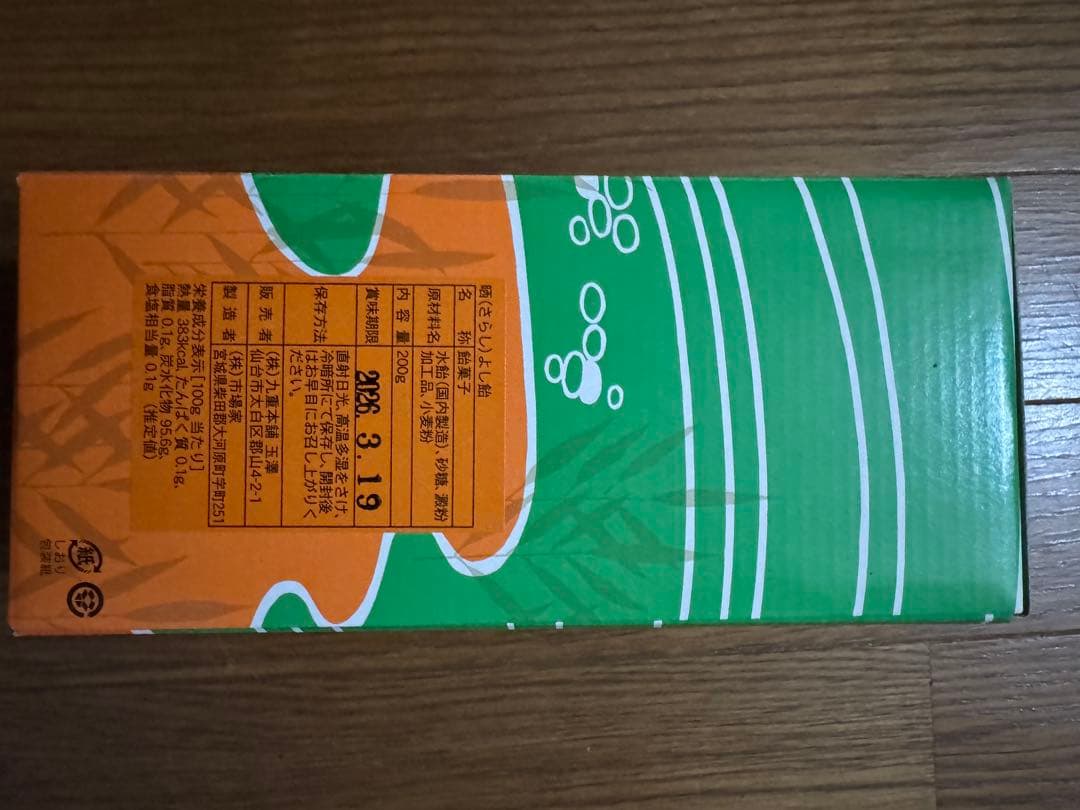 晒(さらし)よし飴
名 称 飴菓子
原材料名 水飴(国内製造)、砂糖、澱粉
加工品、小麦粉
内容量 200g
賞味期限 2026. 3. 19
保存方法 直射日光、高温多湿をさけ、
冷暗所にて保存し、開封後
はお早目にお召し上がりく
ださい。
販売者 (株)九重本舗 玉澤
仙台市太白区郡山4-2-1
製造者 (株)市場家
宮城県柴田郡大河原町字町251
栄養成分表示[100g当たり]
熱量 383kcal、たんぱく質 0.1g、
脂質 0.1g、炭水化物 95.6g、
食塩相当量 0.1g (推定値)
紙
しおり
包装紙